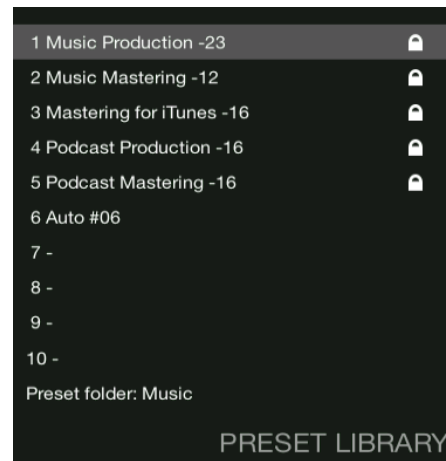 1 Music Production -23
2 Music Mastering -12
3 Mastering for iTunes -16
4 Podcast Production -16
5 Podcast Mastering -16
6 Auto #06
7 -
8 -
9 -
10 -
Preset folder: Music
PRESET LIBRARY